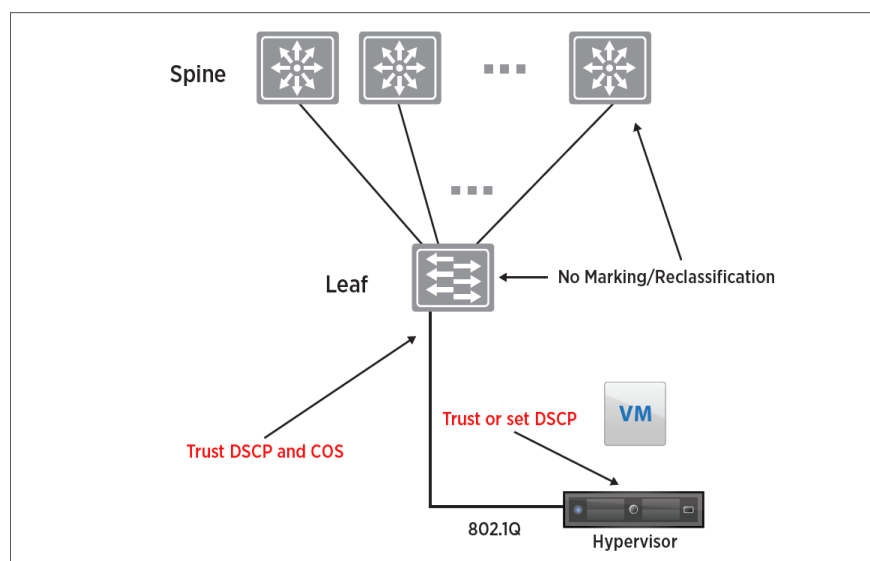 Spine
Leaf
No Marking/Reclassification
Trust DSCP and COS
Trust or set DSCP
VM
802.1Q
Hypervisor